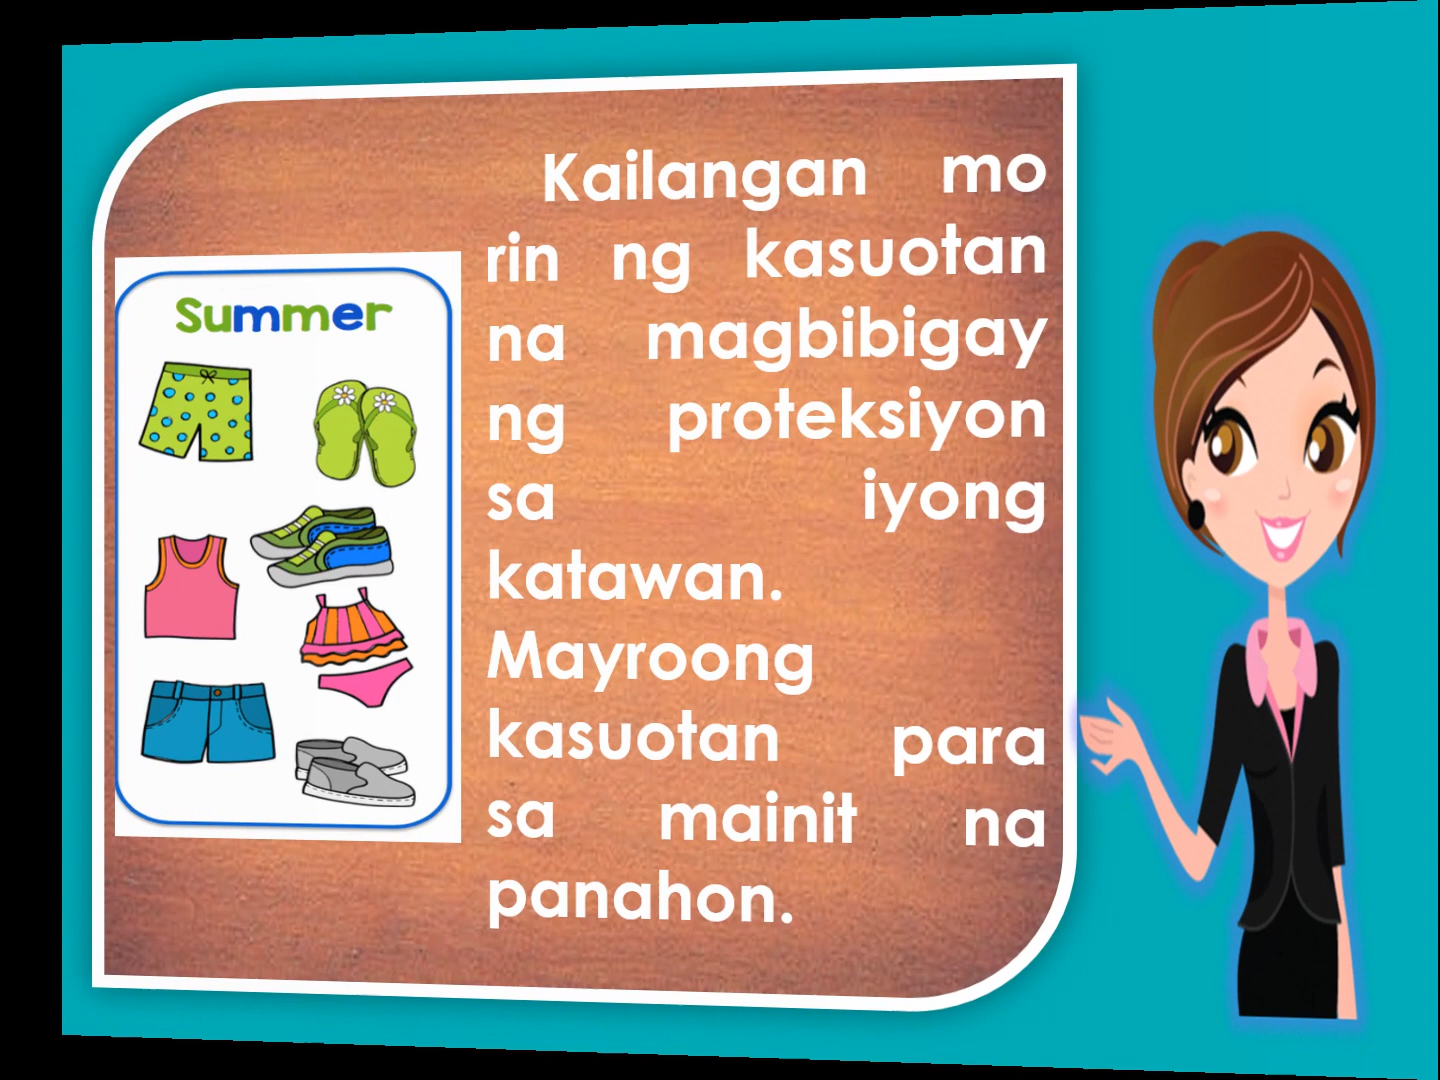 Summer
Kailangan mo
rin ng kasuotan
na magbibigay
ng proteksiyon
sa iyong
katawan.
Mayroong
kasuotan para
sa mainit na
panahon.